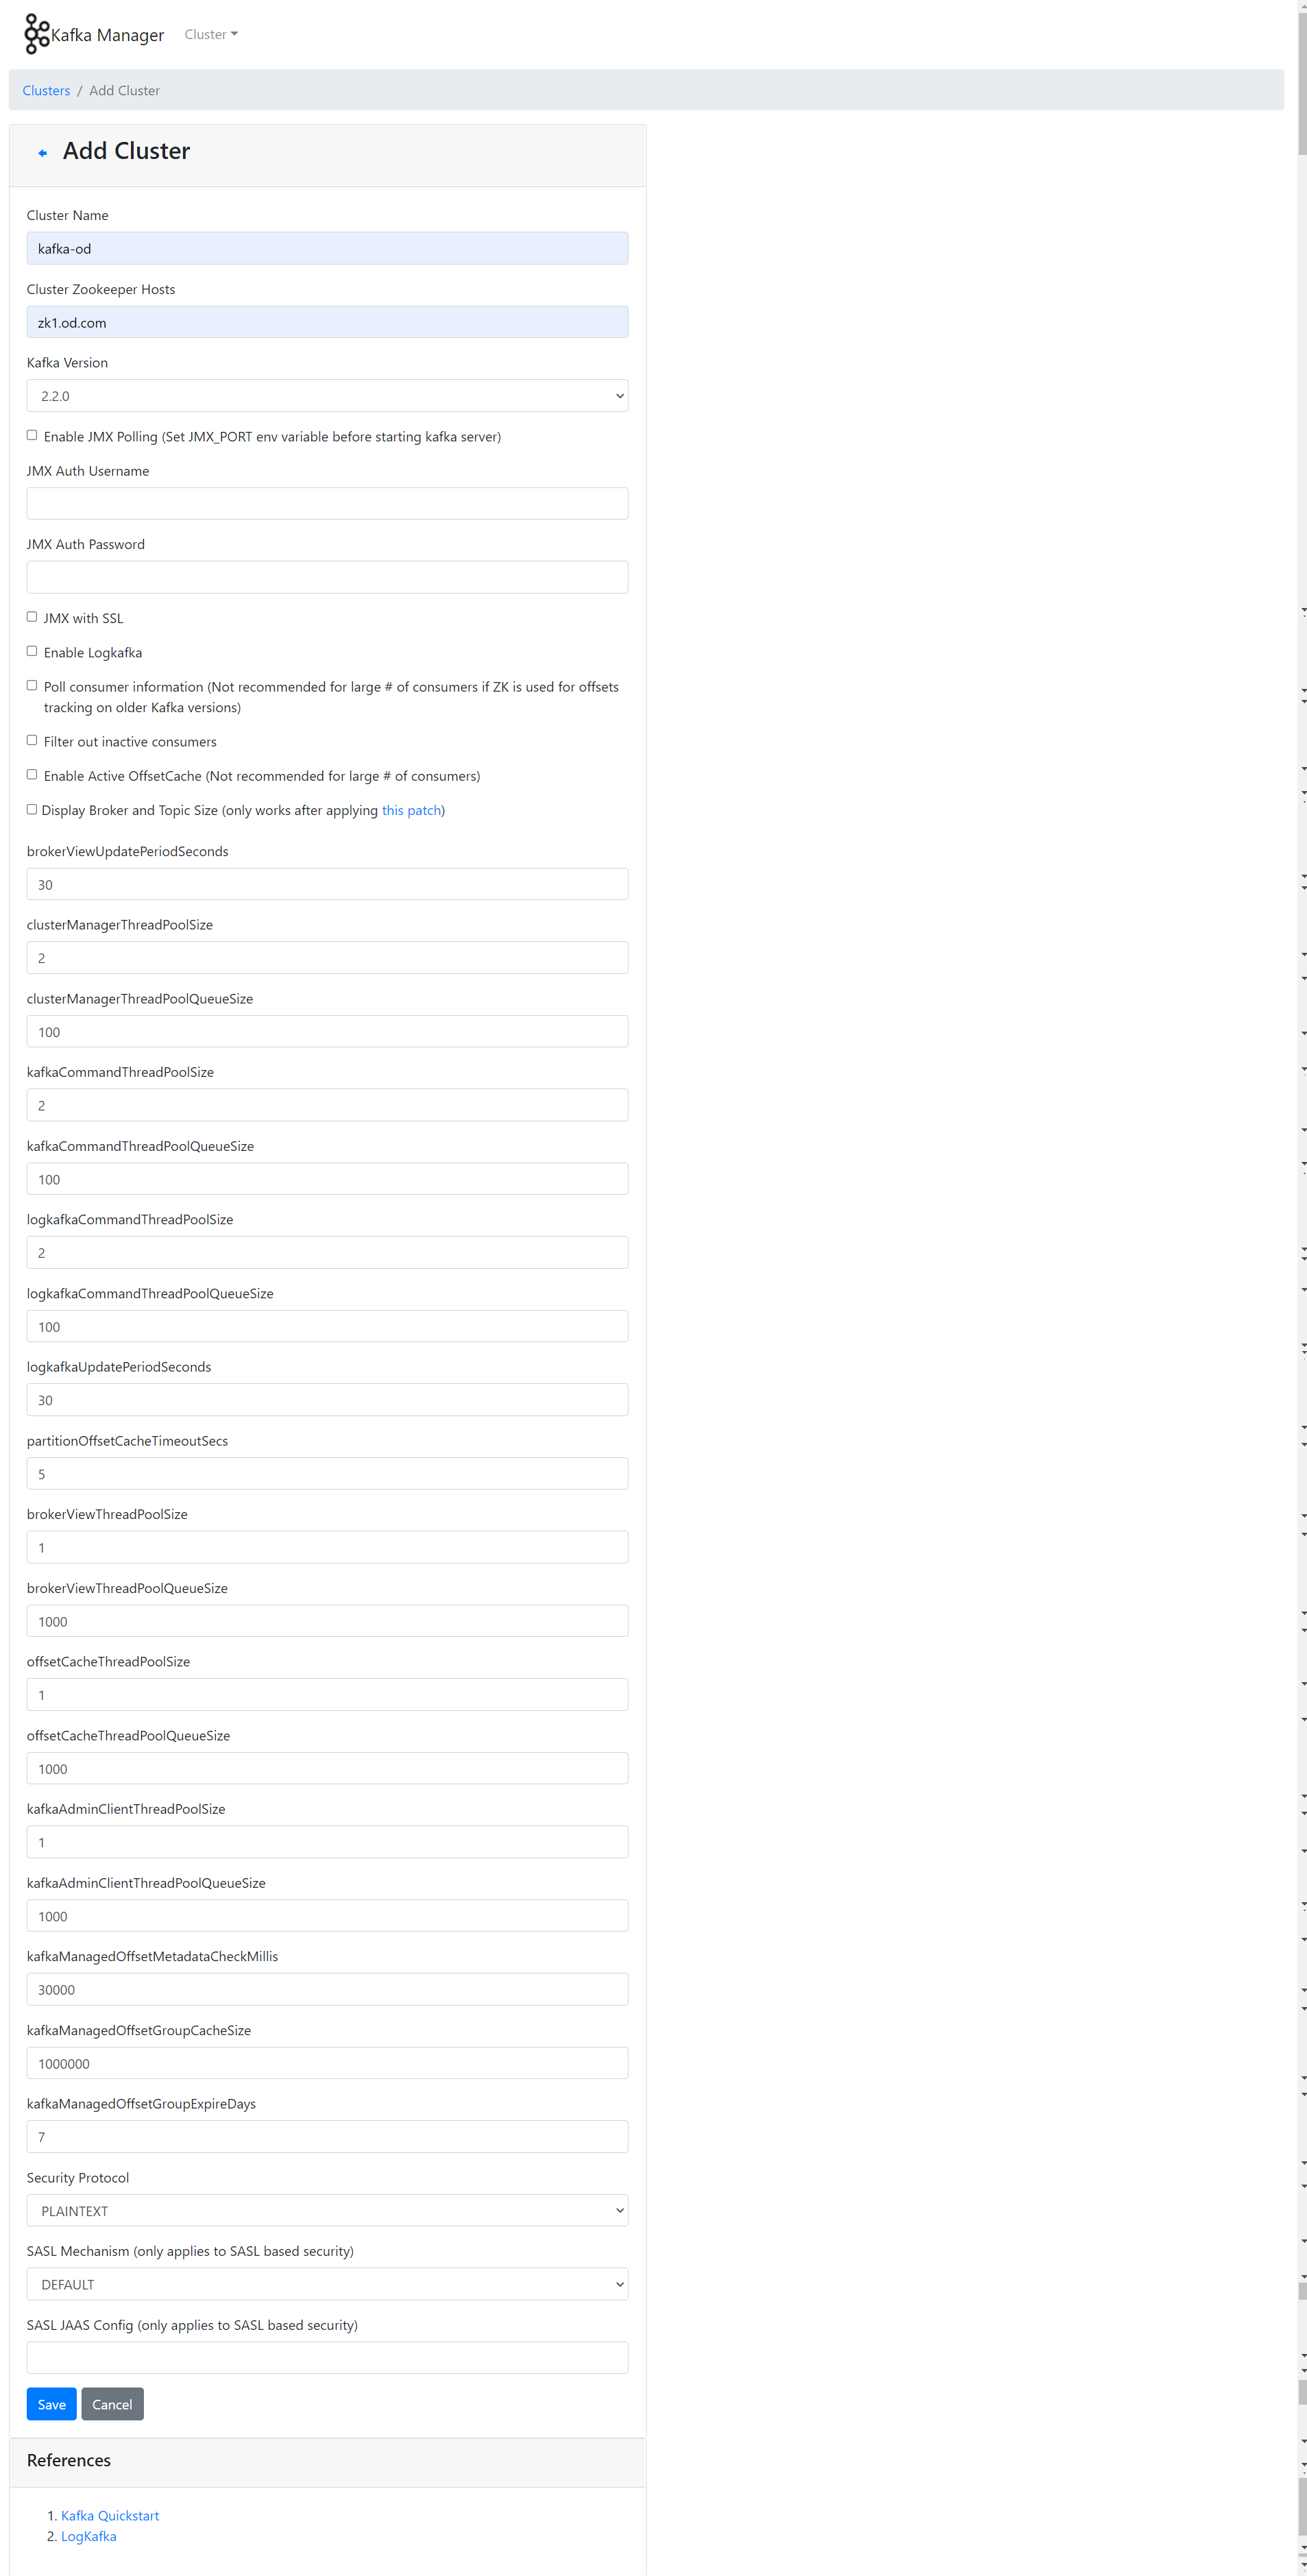 Kafka Manager Cluster
Clusters / Add Cluster
Add Cluster
Cluster Name
kafka-od
Cluster Zookeeper Hosts
zk1.od.com
Kafka Version
2.2.0
Enable JMX Polling (Set JMX_PORT env variable before starting kafka server)
JMX Auth Username
JMX Auth Password
JMX with SSL
Enable Logkafka
Poll consumer information (Not recommended for large # of consumers if ZK is used for offsets
tracking on older Kafka versions)
Filter out inactive consumers
Enable Active OffsetCache (Not recommended for large # of consumers)
Display Broker and Topic Size (only works after applying this patch)
brokerViewUpdatePeriodSeconds
30
clusterManagerThreadPoolSize
2
clusterManagerThreadPoolQueueSize
100
kafkaCommandThreadPoolSize
2
kafkaCommandThreadPoolQueueSize
100
logkafkaCommandThreadPoolSize
2
logkafkaCommandThreadPoolQueueSize
100
logkafkaUpdatePeriodSeconds
30
partitionOffsetCacheTimeoutSecs
5
brokerViewThreadPoolSize
1
brokerViewThreadPoolQueueSize
1000
offsetCacheThreadPoolSize
1
offsetCacheThreadPoolQueueSize
1000
kafkaAdminClientThreadPoolSize
1
kafkaAdminClientThreadPoolQueueSize
1000
kafkaManagedOffsetMetadataCheckMillis
30000
kafkaManagedOffsetGroupCacheSize
1000000
kafkaManagedOffsetGroupExpireDays
7
Security Protocol
PLAINTEXT
SASL Mechanism (only applies to SASL based security)
DEFAULT
SASL JAAS Config (only applies to SASL based security)
Save Cancel
References
1. Kafka Quickstart
2. LogKafka